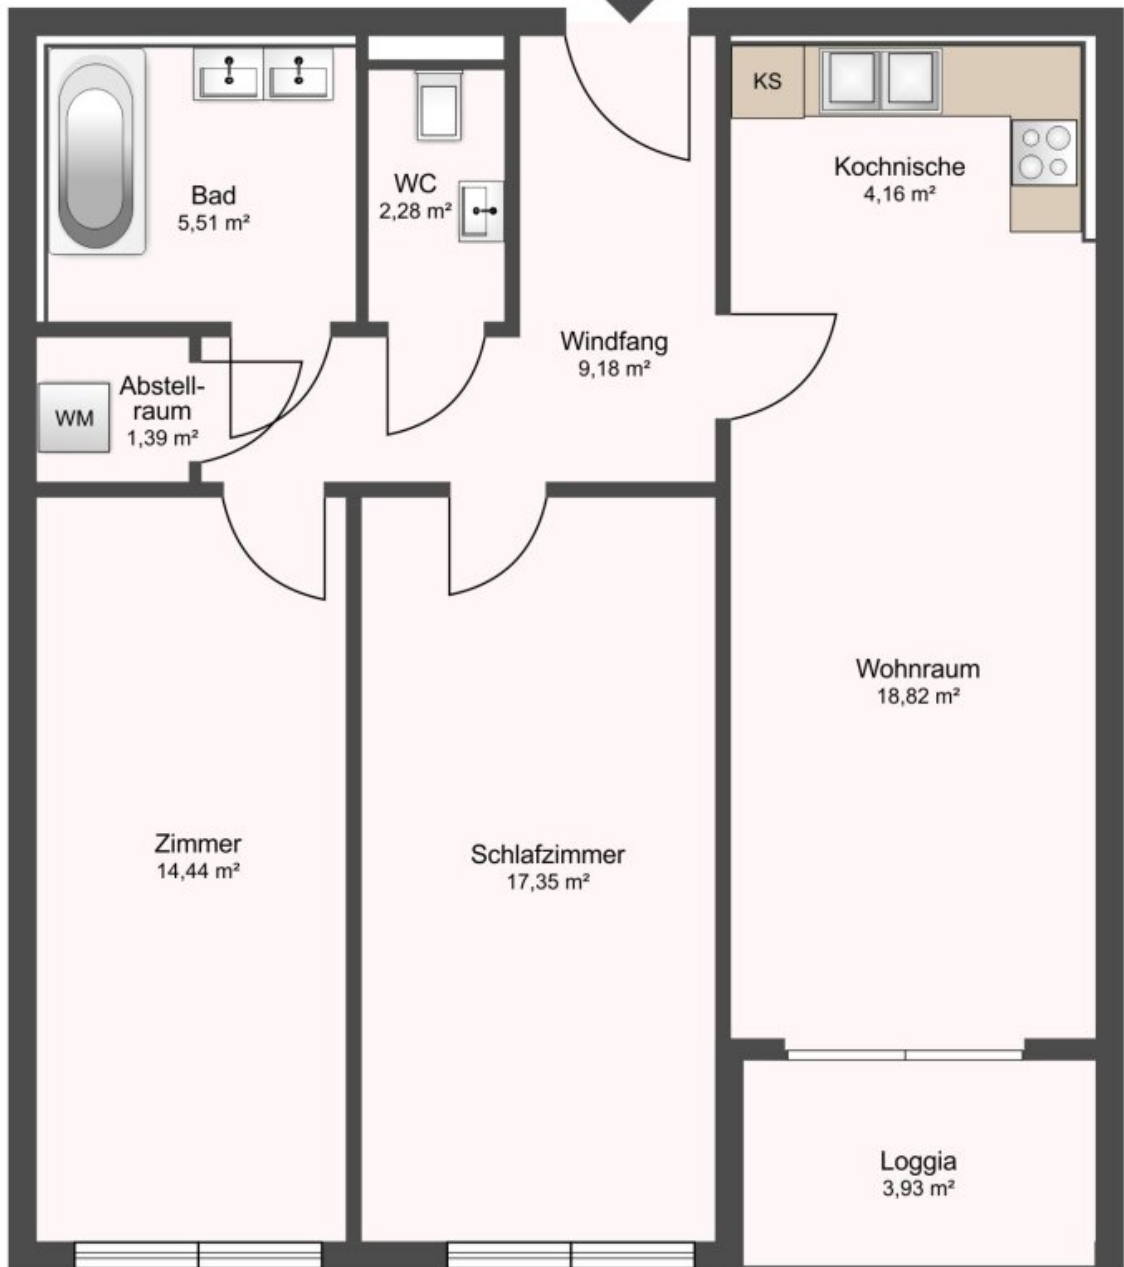 KS
Kochnische
4,16 m²
WC
2,28 m²
Bad
5,51 m²
Windfang
9,18 m²
Abstell-
raum
1,39 m²
WM
Wohnraum
18,82 m²
Zimmer
14,44 m²
Schlafzimmer
17,35 m²
Loggia
3,93 m²